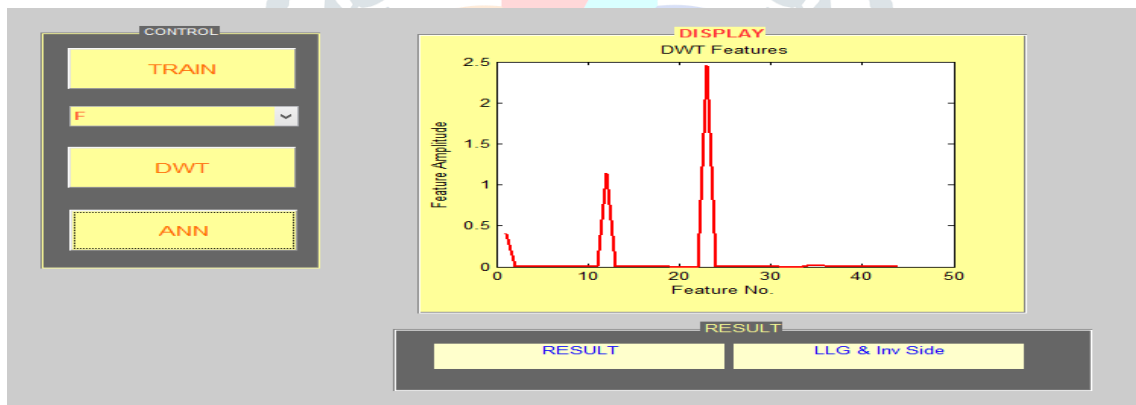 CONTROL
TRAIN
F
DWT
ANN
DISPLAY
DWT Features
2.5
2
1.5
1
0.5
0
Feature Amplitude
0 10 20 30 40 50
Feature No.
RESULT
RESULT LLG & Inv Side